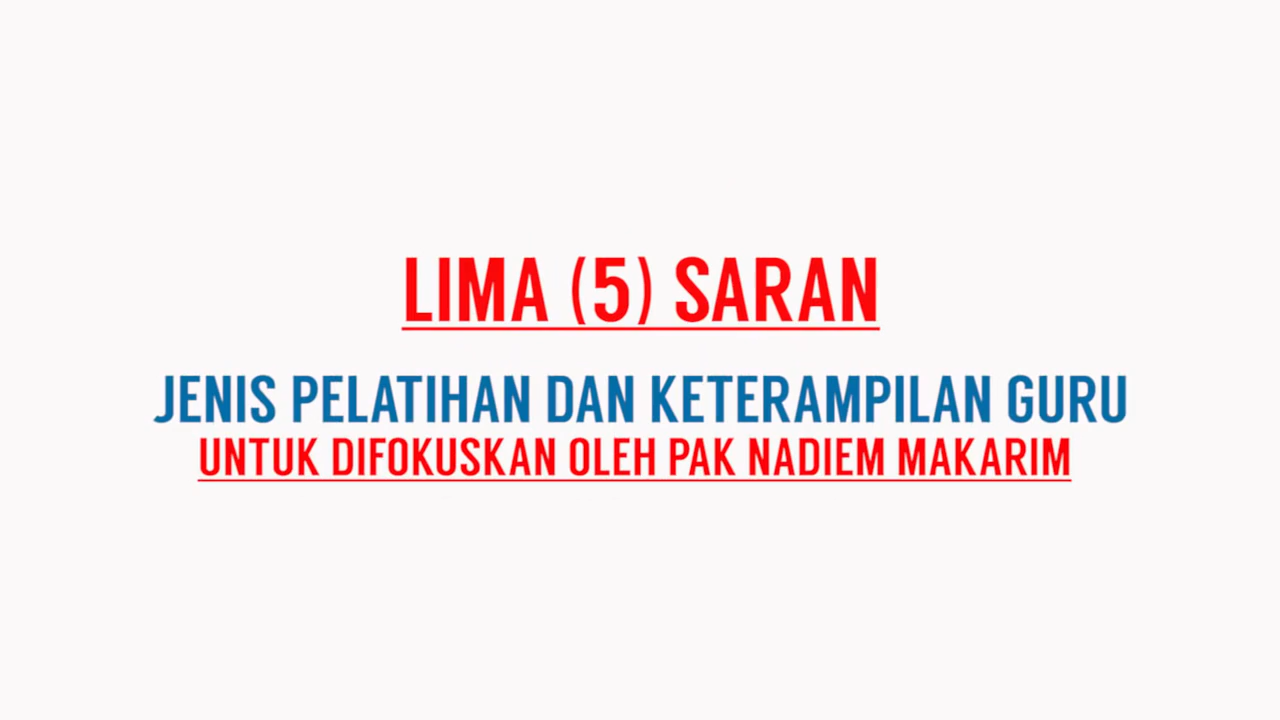 LIMA (5) SARAN
JENIS PELATIHAN DAN KETERAMPILAN GURU
UNTUK DIFOKUSKAN OLEH PAK NADIEM MAKARIM